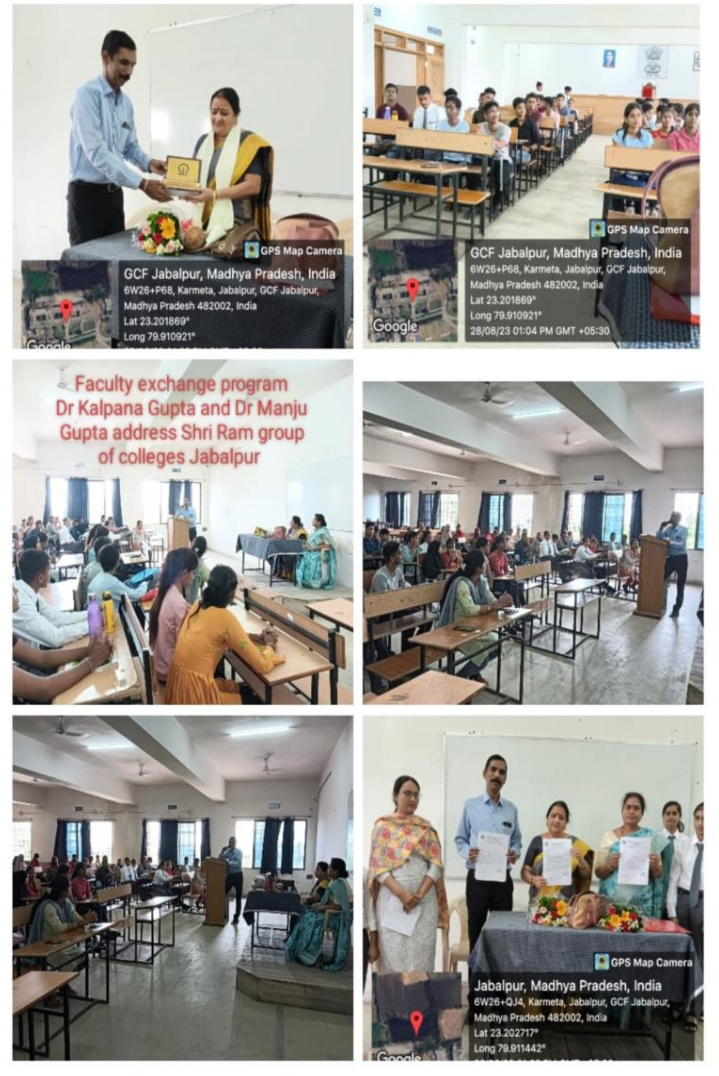 GPS Map Camera
GCF Jabalpur, Madhya Pradesh, India
6W26+P68, Karmeta, Jabalpur, GCF Jabalpur,
Madhya Pradesh 482002, India
Lat 23.201869°
Long 79.910921°
Google
GPS Map Camera
GCF Jabalpur, Madhya Pradesh, India
6W26+P68, Karmeta, Jabalpur, GCF Jabalpur,
Madhya Pradesh 482002, India
Lat 23.201869°
Long 79.910921°
28/08/23 01:04 PM GMT +05:30
Google
Faculty exchange program
Dr Kalpana Gupta and Dr Manju
Gupta address Shri Ram group
of colleges Jabalpur
GPS Map Camera
Jabalpur, Madhya Pradesh, India
6W26+QJ4, Karmeta, Jabalpur, GCF Jabalpur,
Madhya Pradesh 482002, India
Lat 23.202717°
Long 79.911442°
Google